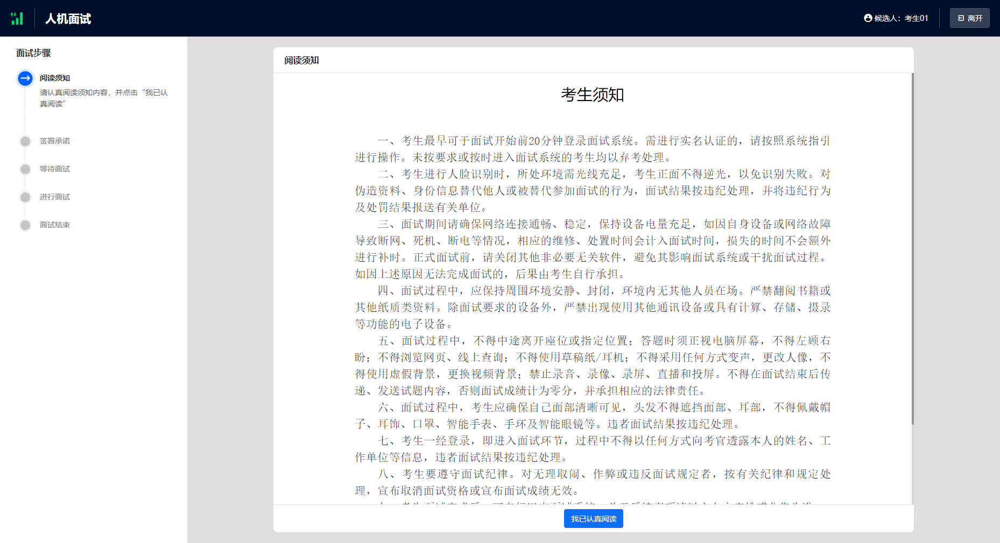 人机面试
候选人：考生01
离开
面试步骤
阅读须知
请认真阅读须知内容，并点击“我已认
真阅读”
签署承诺
等待面试
进行面试
面试结束
阅读须知
考生须知
一、考生最早可于面试开始前20分钟登录面试系统。需进行实名认证的，请按照系统指引
进行操作。未按要求或按时进入面试系统的考生均以弃考处理。
二、考生进行人脸识别时，所处环境需光线充足，考生正面不得逆光，以免识别失败。对
伪造资料、身份信息替代他人或被替代参加面试的行为，面试结果按违纪处理，并将违纪行为
及处罚结果报送有关单位。
三、面试期间请确保网络连接通畅、稳定，保持设备电量充足，如因自身设备或网络故障
导致断网、死机、断电等情况，相应的维修、处置时间会计入面试时间，损失的时间不会额外
进行补时。正式面试前，请关闭其他非必要无关软件，避免其影响面试系统或干扰面试过程。
如因上述原因无法完成面试的，后果由考生自行承担。
四、面试过程中，应保持周围环境安静、封闭，环境内无其他人员在场。严禁翻阅书籍或
其他纸质类资料。除面试要求的设备外，严禁出现使用其他通讯设备或具有计算、存储、摄录
等功能的电子设备。
五、面试过程中，不得中途离开座位或指定位置；答题时须正视电脑屏幕，不得左顾右
盼；不得浏览网页、线上查询；不得使用草稿纸/耳机；不得采用任何方式变声，更改人像，不
得使用虚假背景，更换视频背景；禁止录音、录像、录屏、直播和投屏。不得在面试结束后传
递、发送试题内容，否则面试成绩计为零分，并承担相应的法律责任。
六、面试过程中，考生应确保自己面部清晰可见，头发不得遮挡面部、耳部，不得佩戴帽
子、耳饰、口罩、智能手表、手环及智能眼镜等。违者面试结果按违纪处理。
七、考生一经登录，即进入面试环节，过程中不得以任何方式向考官透露本人的姓名、工
作单位等信息，违者面试结果按违纪处理。
八、考生要遵守面试纪律。对无理取闹、作弊或违反面试规定者，按有关纪律和规定处
理，宣布取消面试资格或宣布面试成绩无效。
我已认真阅读